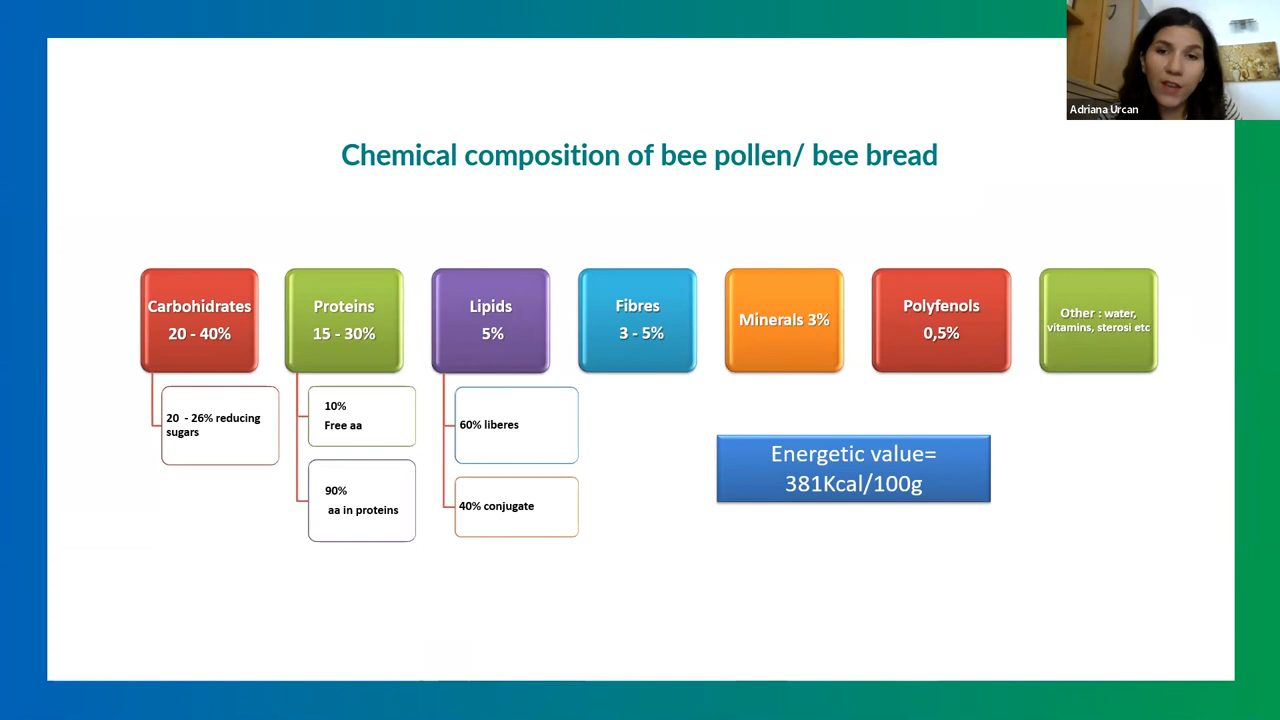 Adriana Urcan
Chemical composition of bee pollen/ bee bread
Carbohidrates
20 - 40%
20 - 26% reducing
sugars
Proteins
15 - 30%
10%
Free aa
90%
aa in proteins
Lipids
5%
60% liberes
40% conjugate
Fibres
3 - 5%
Minerals 3%
Polyfenols
0,5%
Other : water,
vitamins, sterosi etc
Energetic value=
381Kcal/100g